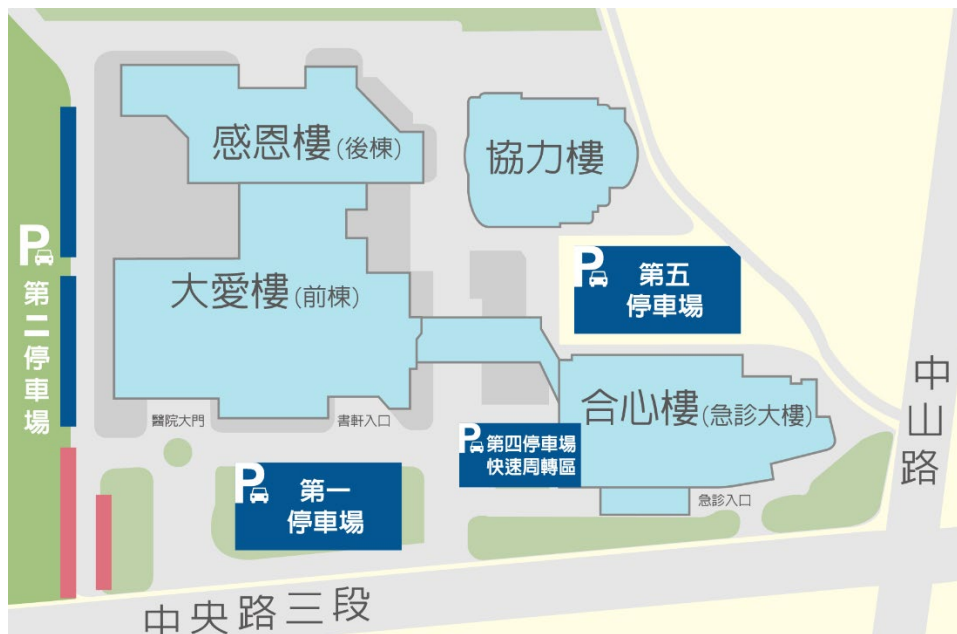 感恩樓(後棟)
協力樓
P
第二停車場
大愛樓(前棟)
P
第五
停車場
中山路
醫院大門
書軒入口
合心樓(急診大樓)
P
第四停車場
快速周轉區
P
第一
停車場
急診入口
中央路三段